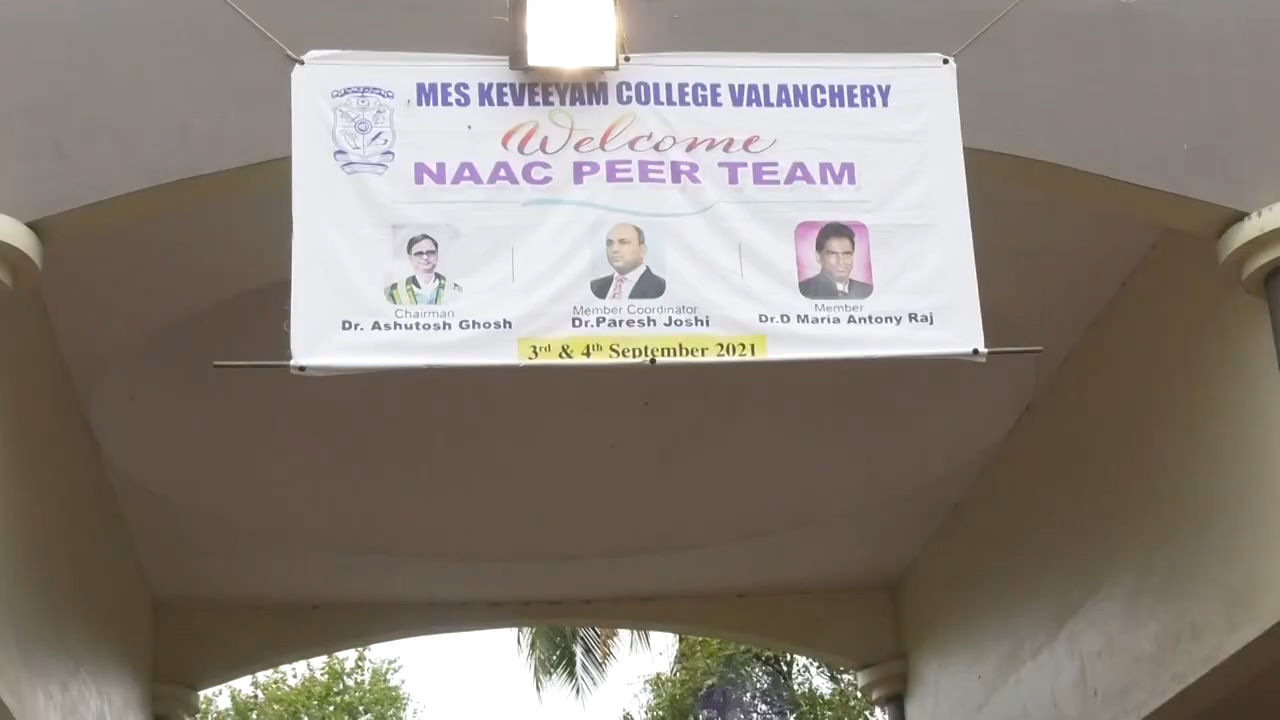 MES KEVEEYAM COLLEGE VALANCHERY
Welcome
NAAC PEER TEAM
Chairman
Dr. Ashutosh Ghosh
Member Coordinator
Dr.Paresh Joshi
Member
Dr.D Maria Antony Raj
3rd & 4th September 2021